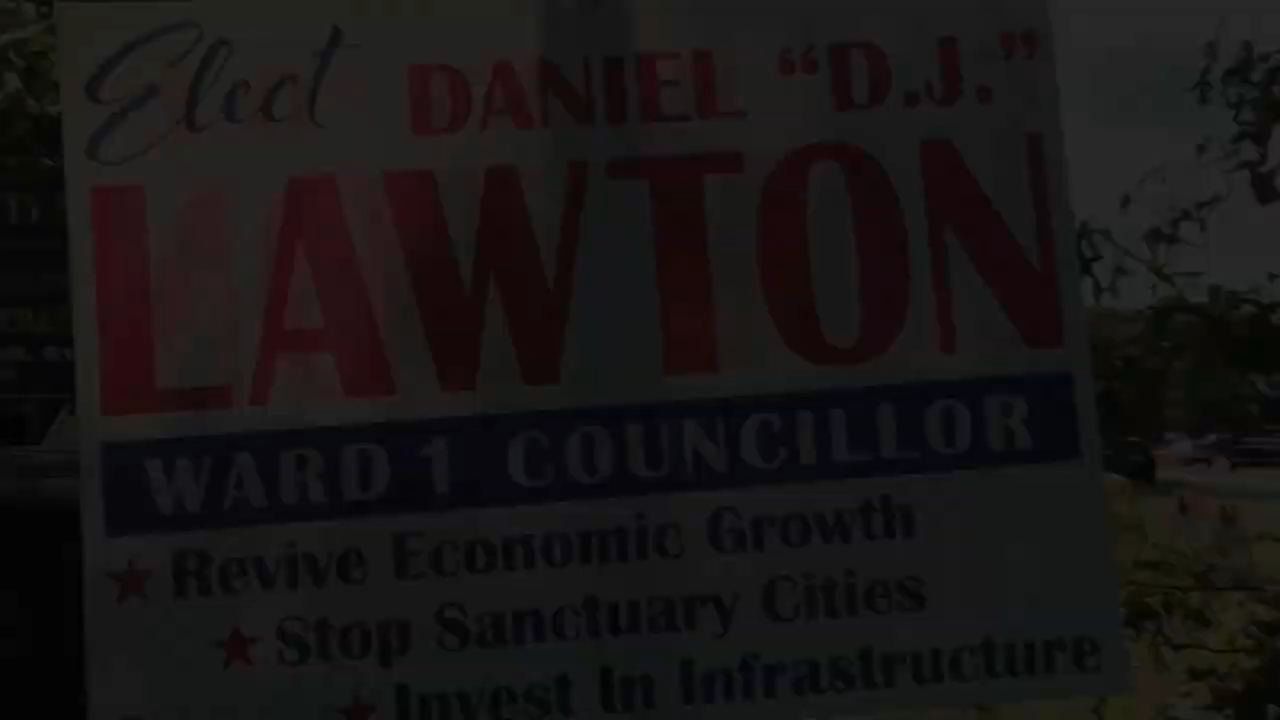 Elect DANIEL “D.J.”
LAWTON
WARD 1 COUNCILLOR
Revive Economic Growth
Stop Sanctuary Cities
Invest In Infrastructure